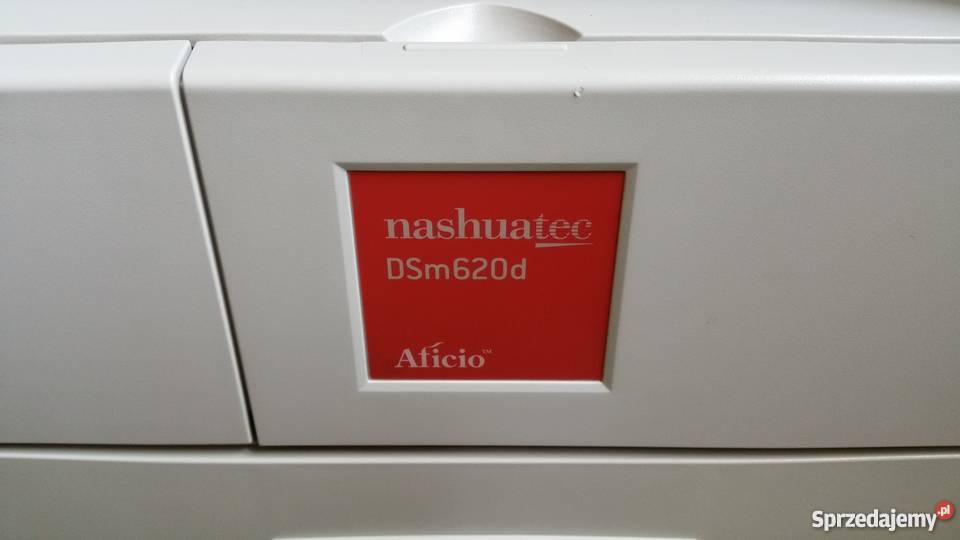 nashuatec
DSm620d
Aficio™
Sprzedajemy.pl